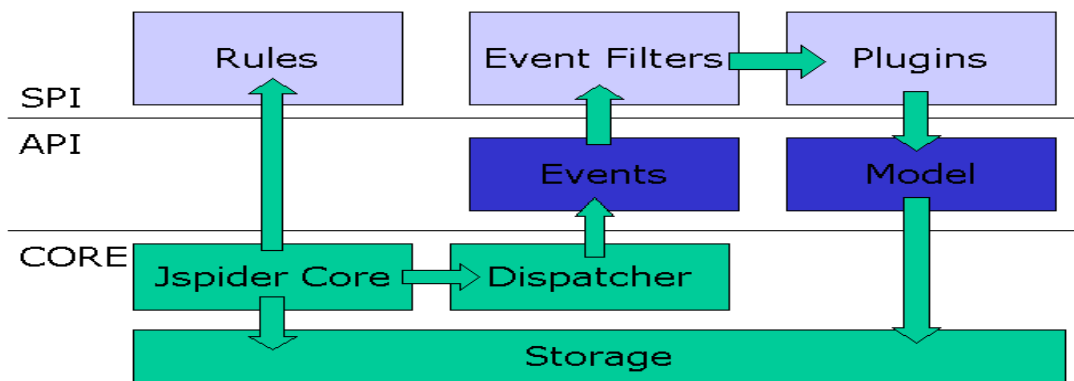 Rules
Event Filters
Plugins
SPI
API
Events
Model
CORE
Jspider Core
Dispatcher
Storage